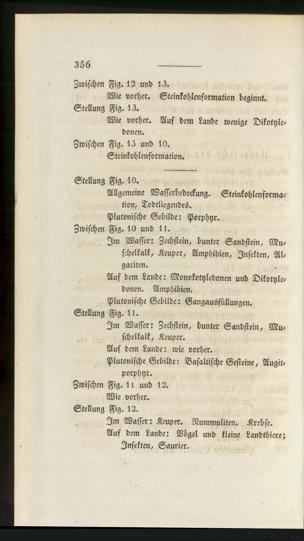 356
Zwischen Fig. 12 und 13.
Wie vorher. Steinkohlenformation beginnt.
Stellung Fig. 13.
Wie vorher. Auf dem Lande wenige Dikotyle-
donen.
Zwischen Fig. 13 und 10.
Steinkohlenformation.
Stellung Fig. 10.
Allgemeine Wasserbedeckung. Steinkohlenforma-
tion, Todtliegendes.
Plutonische Gebilde: Porphyr.
Zwischen Fig. 10 und 11.
Im Wasser: Zechstein, bunter Sandstein, Mu-
schelkalk, Keuper, Amphibien, Insekten, Al-
gaciten.
Auf dem Lande: Monokotyledonen und Dikotyle-
donen. Amphibien.
Plutonische Gebilde: Gangausfüllungen.
Stellung Fig. 11.
Im Wasser: Zechstein, bunter Sandstein, Mu-
schelkalk, Keuper.
Auf dem Lande: wie vorher.
Plutonische Gebilde: Basaltische Gesteine, Augit-
porphyr.
Zwischen Fig. 11 und 12.
Wie vorher.
Stellung Fig. 12.
Im Wasser: Keuper. Nummuliten. Krebse.
Auf dem Lande: Vögel und kleine Landthiere;
Insekten, Saurier.